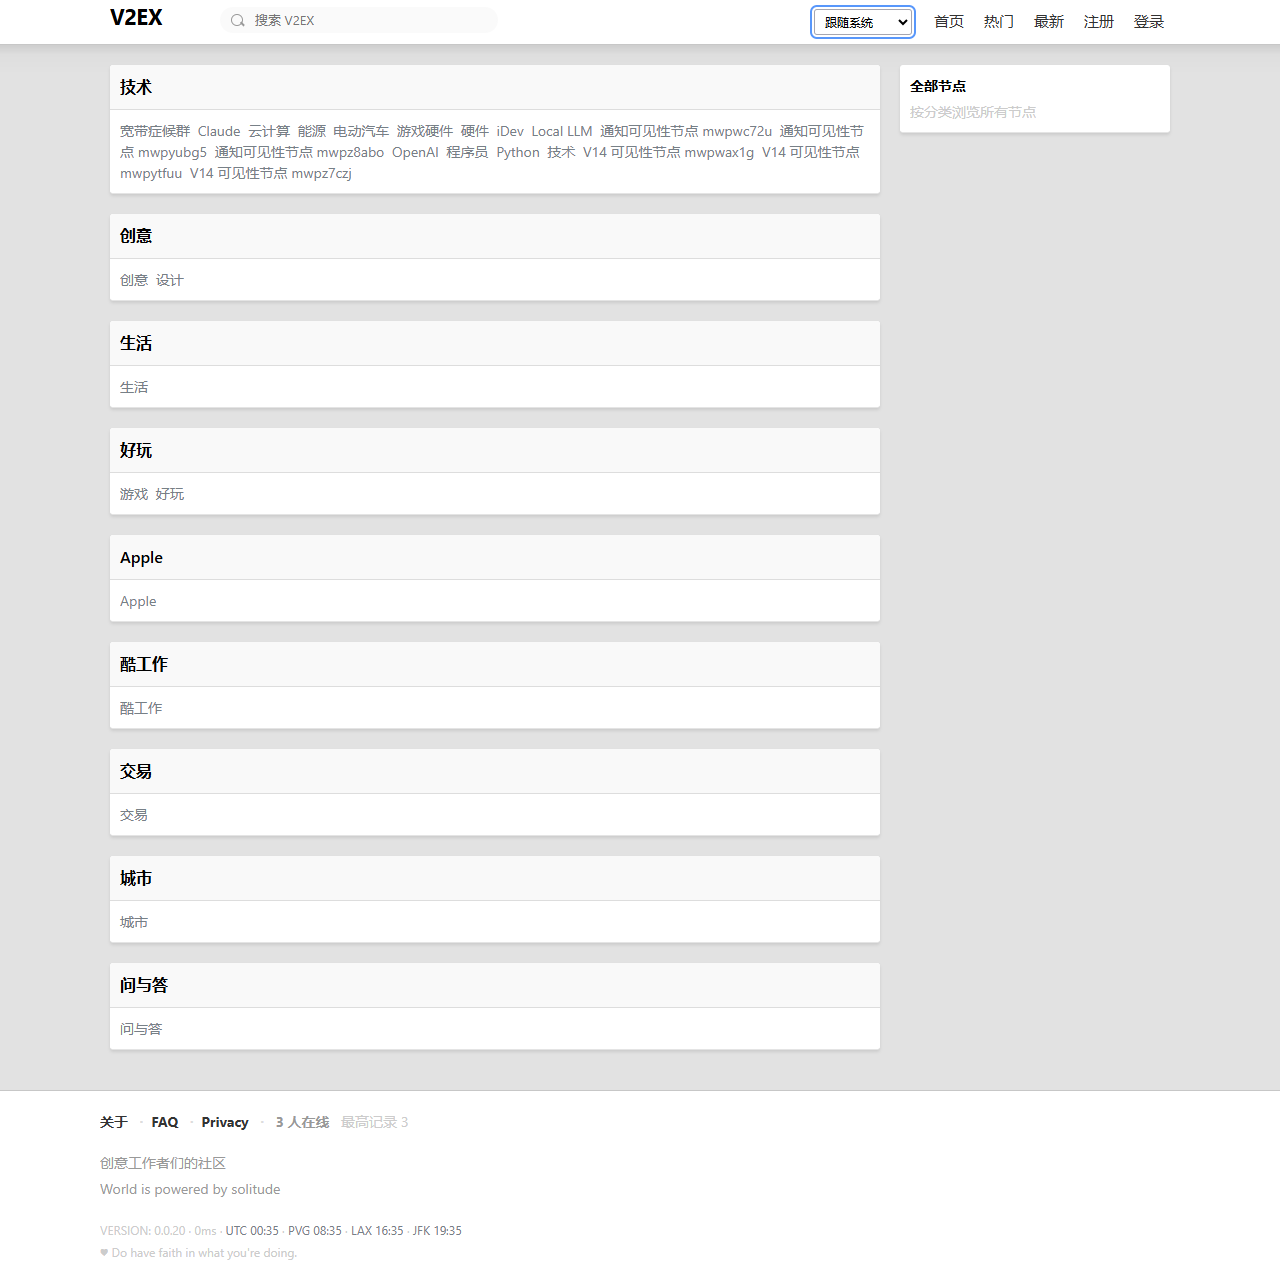 V2EX
搜索 V2EX
跟随系统
首页 热门 最新 注册 登录
技术
宽带症候群 Claude 云计算 能源 电动汽车 游戏硬件 硬件 iDev Local LLM 通知可见性节点 mwpwc72u 通知可见性节
点 mwpyubg5 通知可见性节点 mwpz8abo OpenAI 程序员 Python 技术 V14 可见性节点 mwpwax1g V14 可见性节点
mwpytfuu V14 可见性节点 mwpz7czj
全部节点
按分类浏览所有节点
创意
创意 设计
生活
生活
好玩
游戏 好玩
Apple
Apple
酷工作
酷工作
交易
交易
城市
城市
问与答
问与答
关于 · FAQ · Privacy · 3 人在线 最高记录 3
创意工作者们的社区
World is powered by solitude
VERSION: 0.0.20 · 0ms · UTC 00:35 · PVG 08:35 · LAX 16:35 · JFK 19:35
♥ Do have faith in what you're doing.